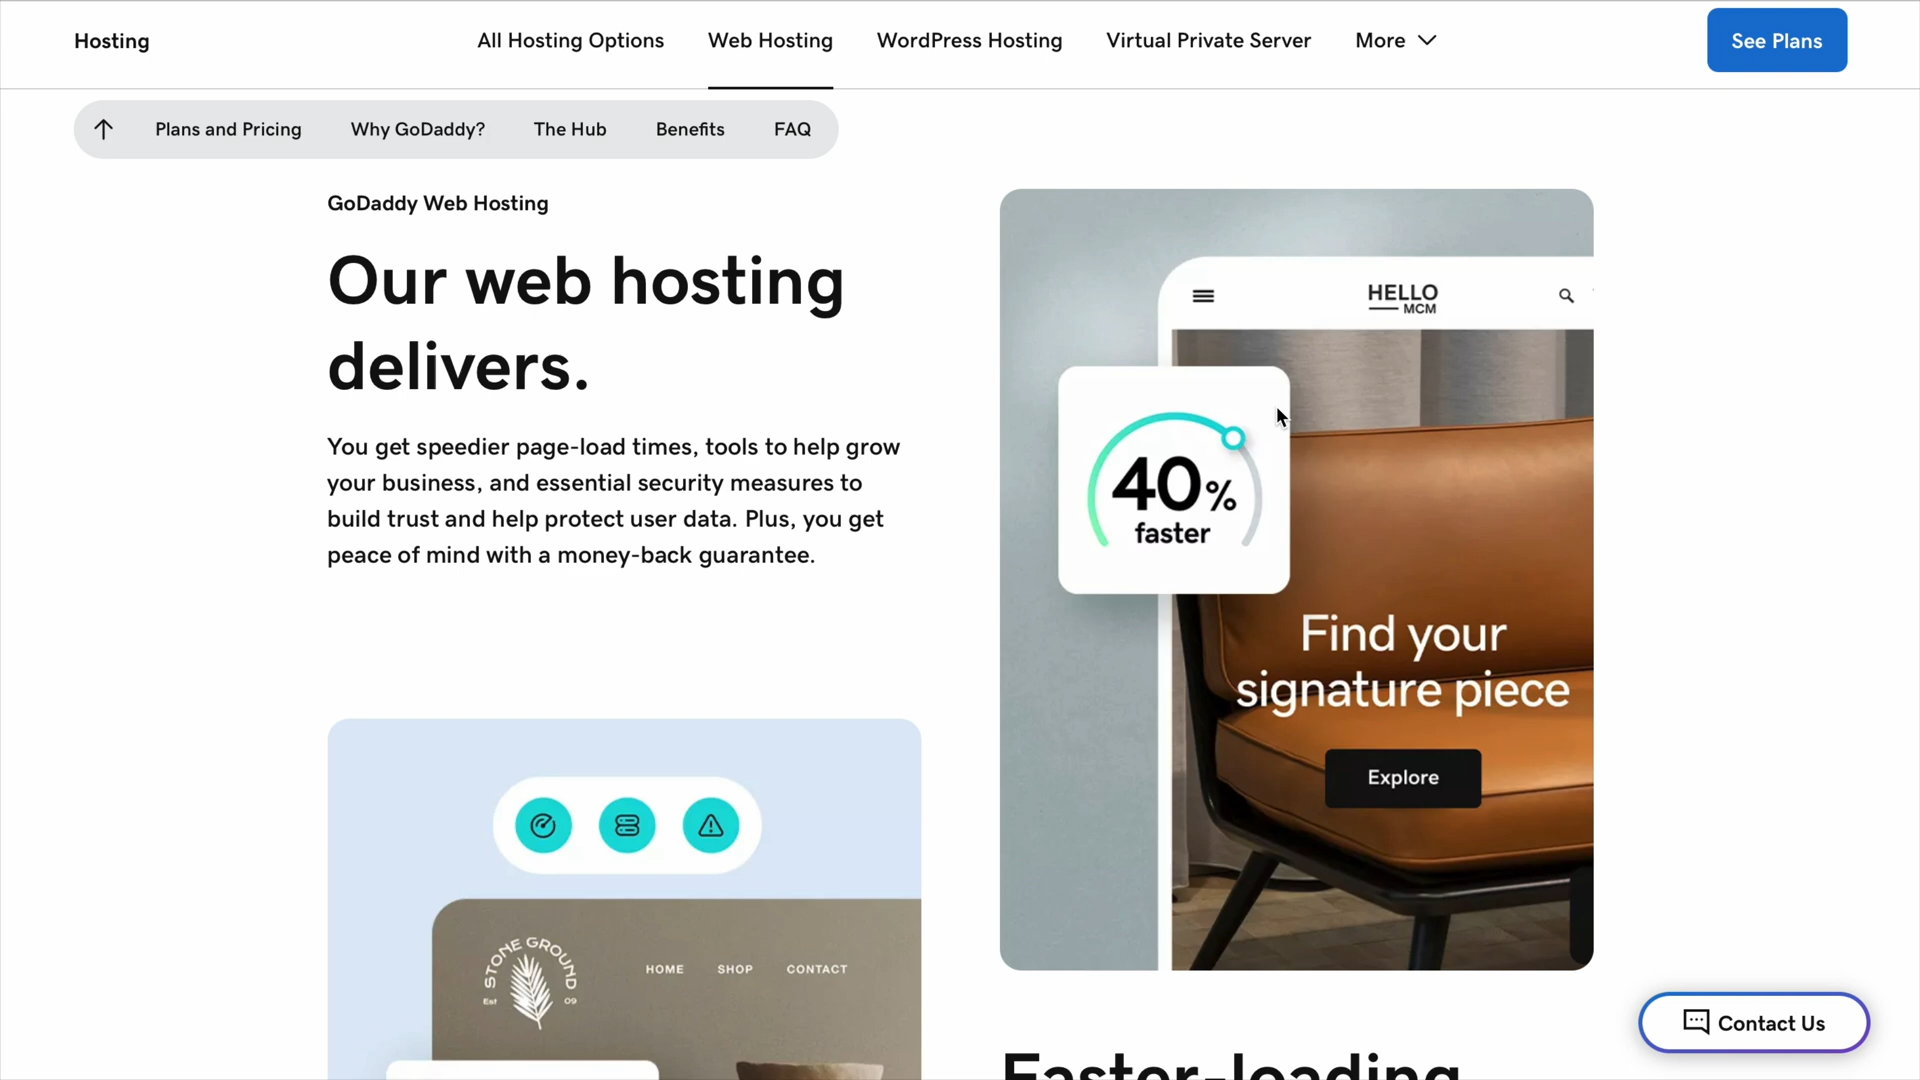 Hosting
All Hosting Options
Web Hosting
WordPress Hosting
Virtual Private Server
More
See Plans
Plans and Pricing
Why GoDaddy?
The Hub
Benefits
FAQ
GoDaddy Web Hosting
Our web hosting
delivers.
You get speedier page-load times, tools to help grow
your business, and essential security measures to
build trust and help protect user data. Plus, you get
peace of mind with a money-back guarantee.
HELLO
MCM
40%
faster
Find your
signature piece
Explore
STONE GROUND
Est 09
HOME SHOP CONTACT
Faster-loading
Contact Us